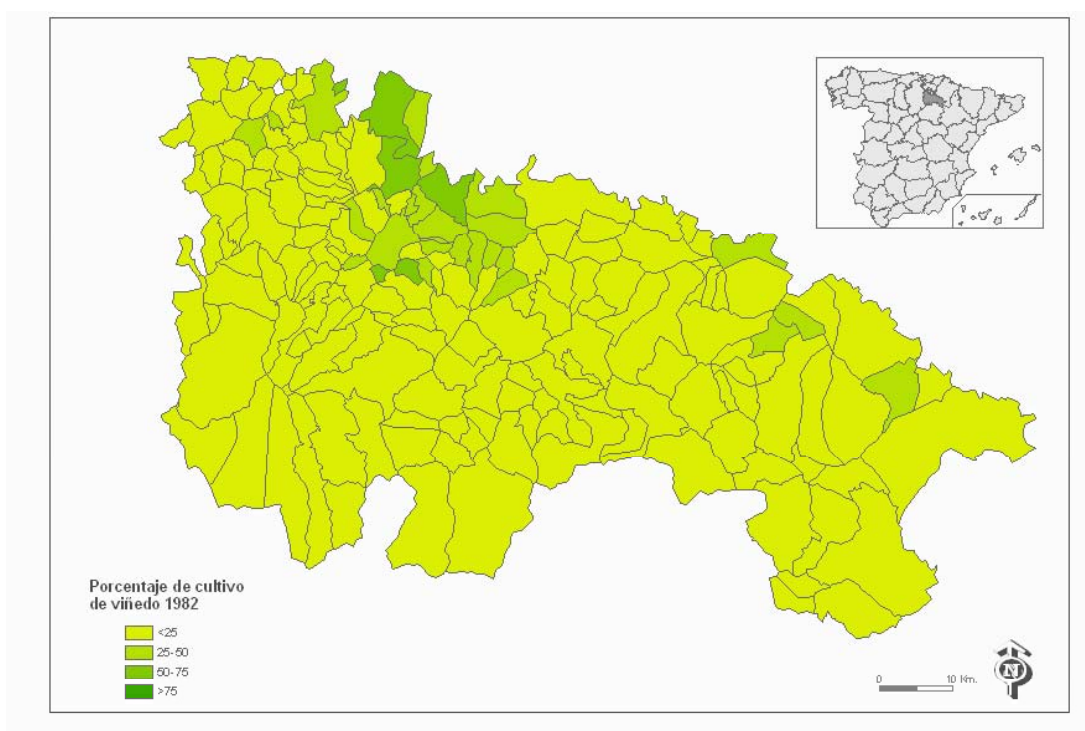 Porcentaje de cultivo
de viñedo 1982
<25
25-50
50-75
>75
0 10 Km.
N